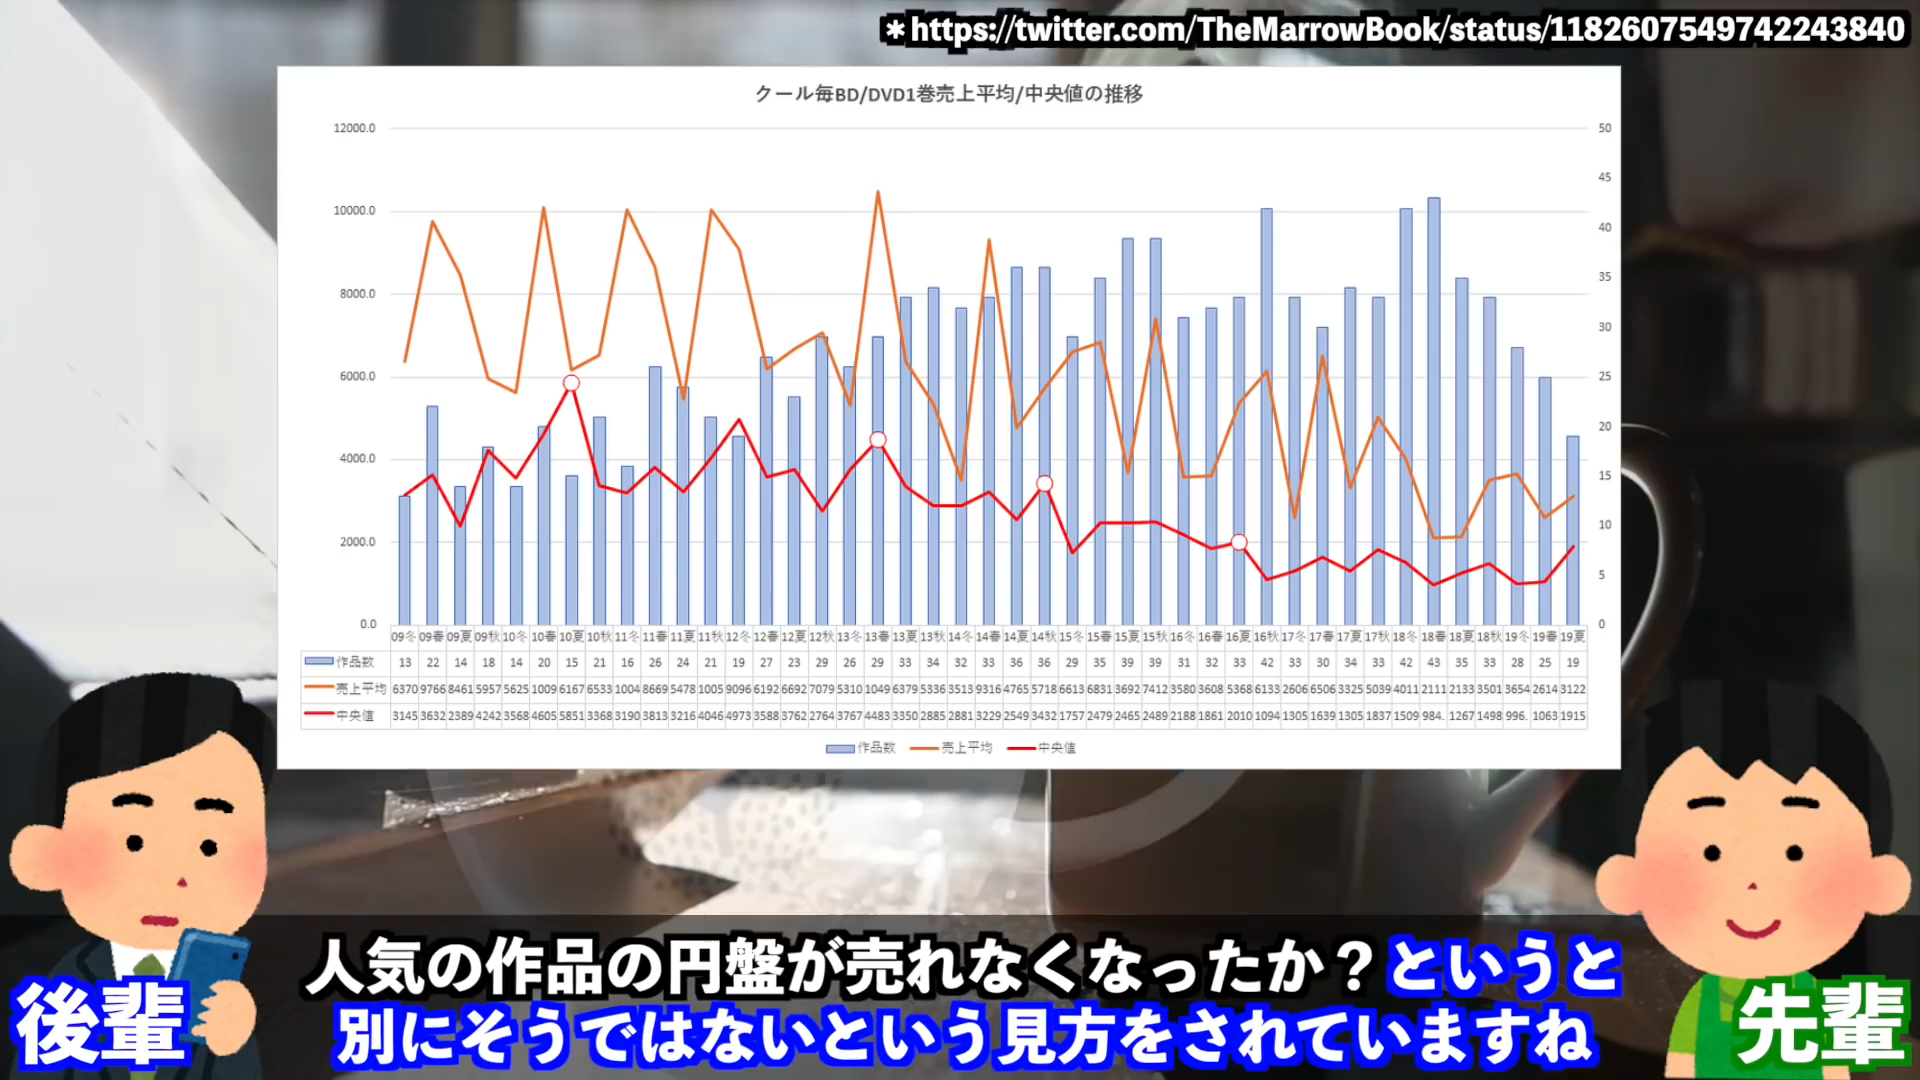 ＊https://twitter.com/TheMarrowBook/status/1182607549742243840
クール毎BD/DVD1巻売上平均/中央値の推移
12000.0
10000.0
8000.0
6000.0
4000.0
2000.0
0.0
50
45
40
35
30
25
20
15
10
5
0
09冬 09春 09夏 09秋 10冬 10春 10夏 10秋 11冬 11春 11夏 11秋 12冬 12春 12夏 12秋 13冬 13春 13夏 13秋 14冬 14春 14夏 14秋 15冬 15春 15夏 15秋 16冬 16春 16夏 16秋 17冬 17春 17夏 17秋 18冬 18春 18夏 18秋 19冬 19春 19夏
作品数 13 22 14 18 14 20 15 21 16 26 24 21 19 27 23 29 26 29 33 34 32 33 36 36 29 35 39 39 31 32 33 42 33 30 34 33 42 43 35 33 28 25 19
売上平均 6370 9766 8461 5957 5625 1009 6167 6533 1004 8669 5478 1005 9096 6192 6692 7079 5310 1049 6379 5336 3513 9316 4765 5718 6613 6831 3692 7412 3580 3608 5368 6133 2606 6506 3325 5039 4011 2111 2133 3501 3654 2614 3122
中央値 3145 3632 2389 4242 3568 4605 5851 3368 3190 3813 3216 4046 4973 3588 3762 2764 3767 4483 3350 2885 2881 3229 2549 3432 1757 2479 2465 2489 2188 1861 2010 1094 1305 1639 1305 1837 1509 984. 1267 1498 996. 1063 1915
作品数 売上平均 中央値
人気の作品の円盤が売れなくなったか？というと
別にそうではないという見方をされていますね
後輩
先輩